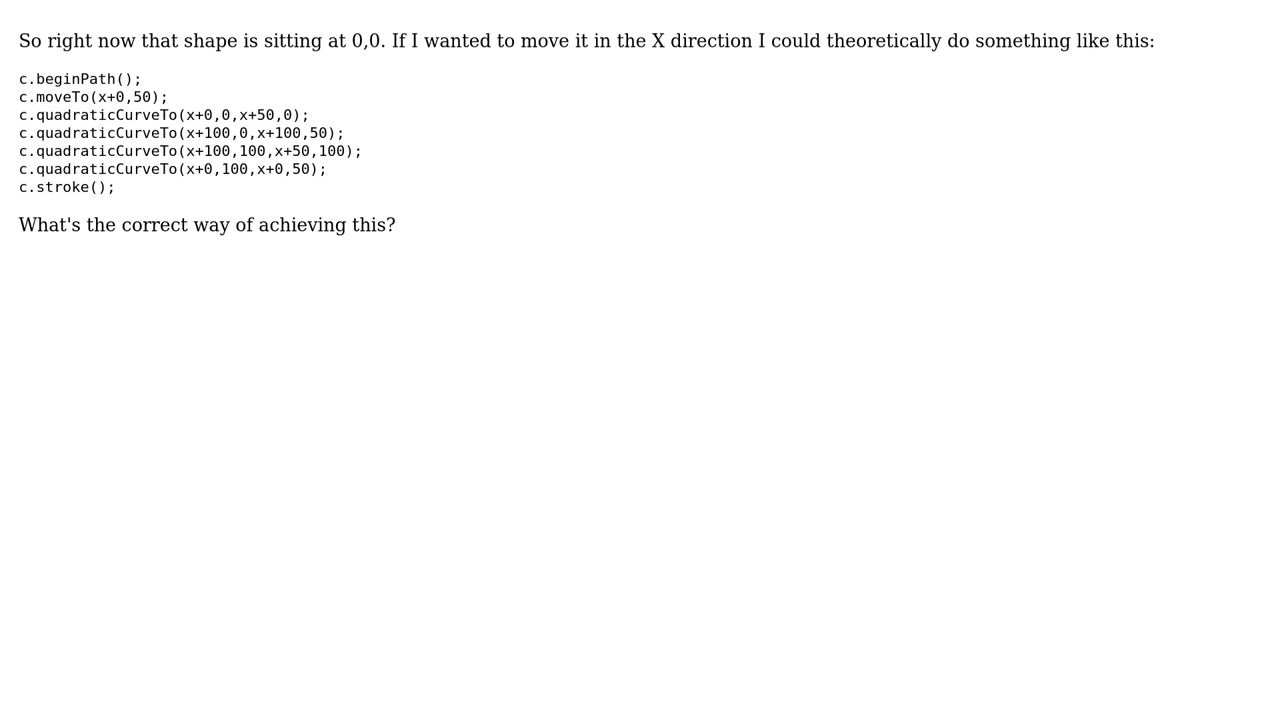 So right now that shape is sitting at 0,0. If I wanted to move it in the X direction I could theoretically do something like this:
c.beginPath();
c.moveTo(x+0,50);
c.quadraticCurveTo(x+0,0,x+50,0);
c.quadraticCurveTo(x+100,0,x+100,50);
c.quadraticCurveTo(x+100,100,x+50,100);
c.quadraticCurveTo(x+0,100,x+0,50);
c.stroke();
What's the correct way of achieving this?